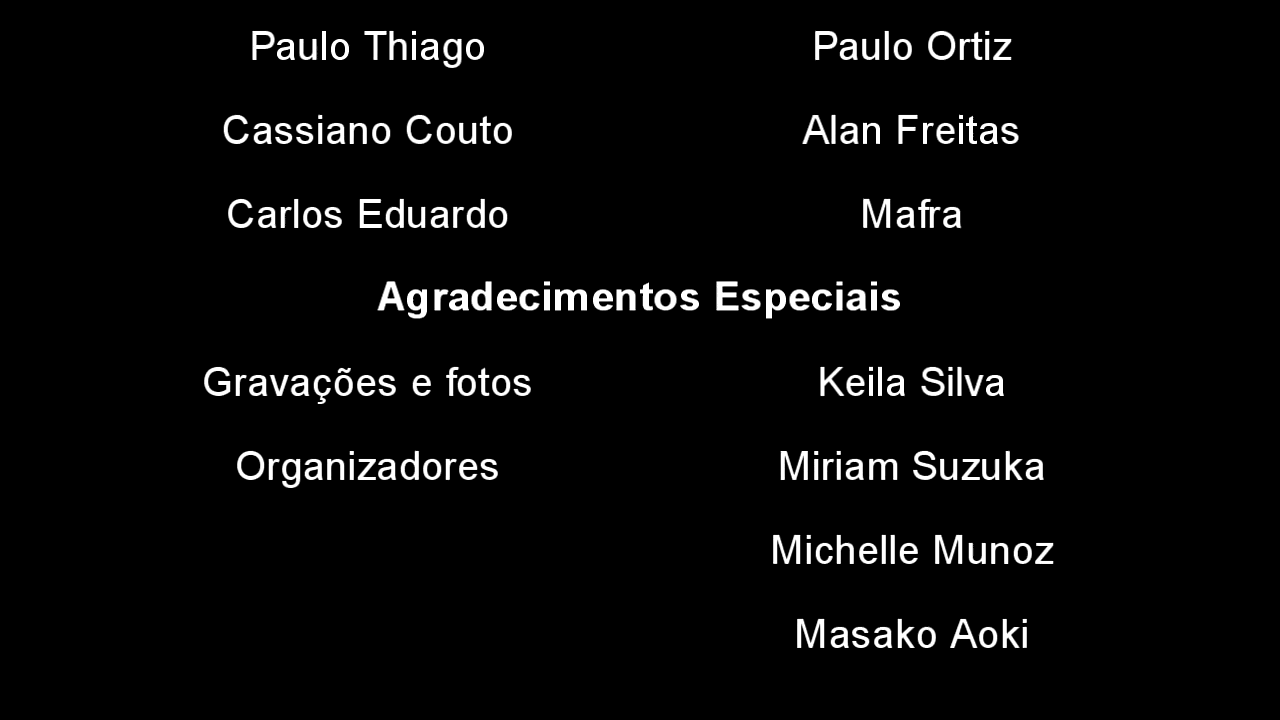 Paulo Thiago Paulo Ortiz
Cassiano Couto Alan Freitas
Carlos Eduardo Mafra
Agradecimentos Especiais
Gravações e fotos Keila Silva
Organizadores Miriam Suzuka
Michelle Munoz
Masako Aoki